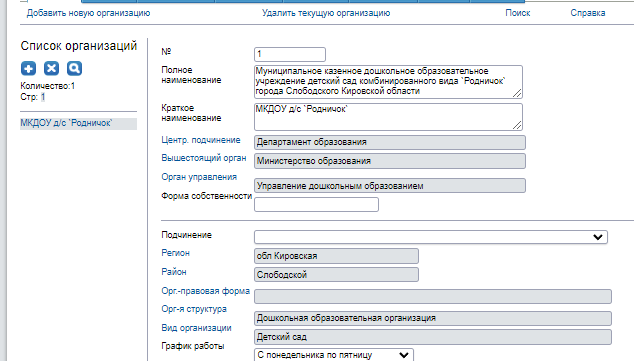 Добавить новую организацию Удалить текущую организацию Поиск Справка
Список организаций
Количество:1
Стр: 1
МКДОУ д/с `Родничок`
№ 1
Полное наименование
Муниципальное казенное дошкольное образовательное
учреждение детский сад комбинированного вида `Родничок`
города Слободского Кировской области
Краткое наименование
МКДОУ д/с `Родничок`
Центр. подчинение Департамент образования
Вышестоящий орган Министерство образования
Орган управления Управление дошкольным образованием
Форма собственности
Подчинение
Регион обл Кировская
Район Слободской
Орг.-правовая форма
Орг-я структура Дошкольная образовательная организация
Вид организации Детский сад
График работы С понедельника по пятницу